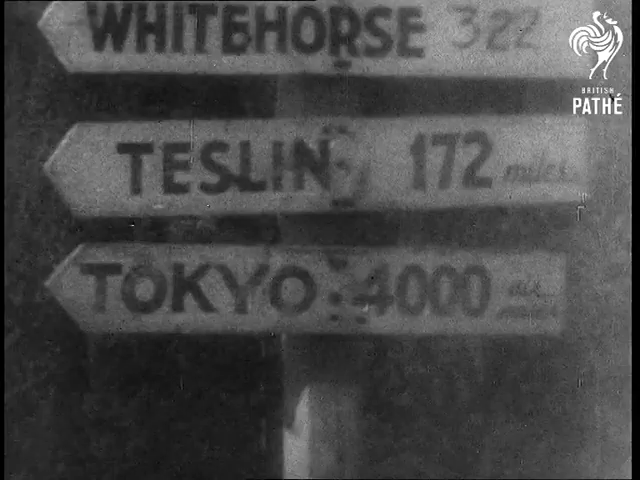 WHITEHORSE 322
BRITISH
PATHÉ
TESLIN 172 miles
TOKYO 4000